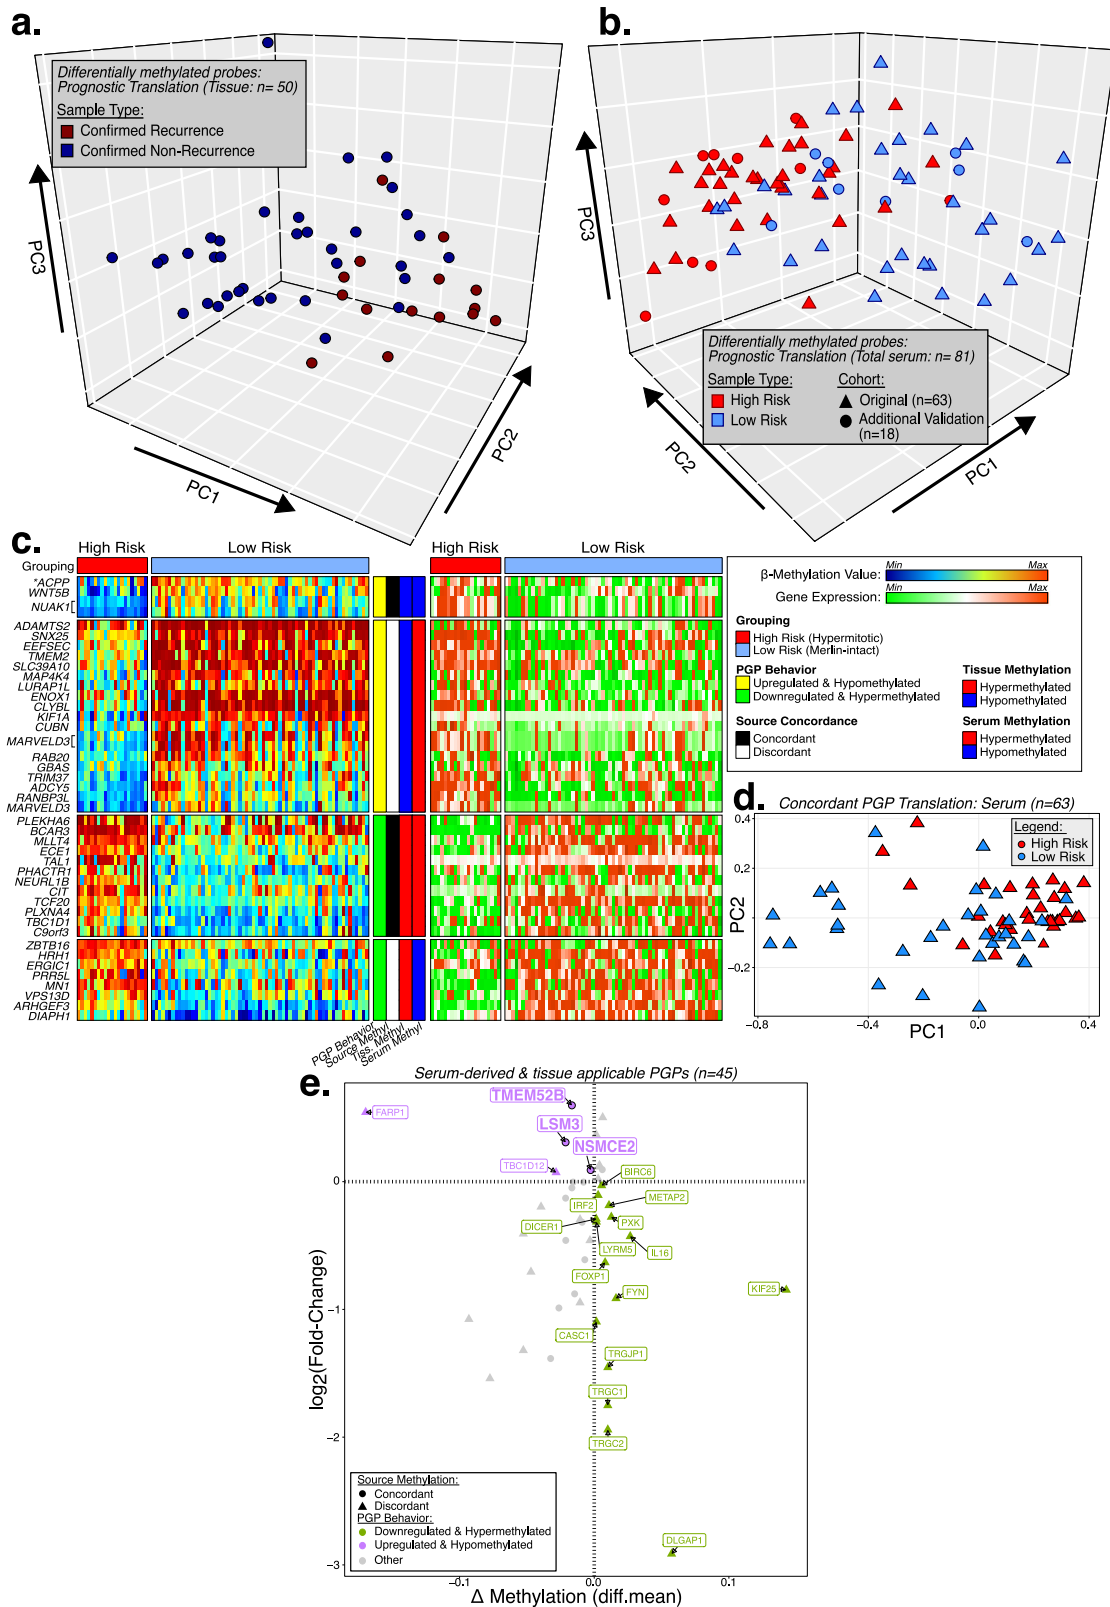 a.
Differentially methylated probes:
Prognostic Translation (Tissue: n= 50)
Sample Type:
Confirmed Recurrence
Confirmed Non-Recurrence
PC3
PC1
PC2
b.
PC3
Differentially methylated probes:
Prognostic Translation (Total serum: n= 81)
Sample Type:
High Risk
Low Risk
Cohort:
Original (n=63)
Additional Validation
(n=18)
PC2
PC1
c.
High Risk
Low Risk
High Risk
Low Risk
Grouping
*ACPP
WNT5B
NUAK1
ADAMTS2
SNX25
EEFSEC
TMEM2
SLC39A10
MAP4K4
LURAP1L
ENOX1
CLYBL
KIF1A
CUBN
MARVELD3
RAB20
GBAS
TRIM37
ADCY5
RANBP3L
MARVELD3
PLEKHA6
BCAR3
MLLT4
ECE1
TAL1
PHACTR1
NEURL1B
CIT
TCF20
PLXNA4
TBC1D1
C9orf3
ZBTB16
HRH1
ERGIC1
PRR5L
MN1
VPS13D
ARHGEF3
DIAPH1
PGP Behavior
Source Methyl
Tiss. Methyl
Serum Methyl
Min
Max
β-Methylation Value:
Min
Max
Gene Expression:
Grouping
High Risk (Hypermitotic)
Low Risk (Merlin-intact)
PGP Behavior
Upregulated & Hypomethylated
Downregulated & Hypermethylated
Tissue Methylation
Hypermethylated
Hypomethylated
Source Concordance
Concordant
Discordant
Serum Methylation
Hypermethylated
Hypomethylated
d.
Concordant PGP Translation: Serum (n=63)
Legend:
High Risk
Low Risk
0.4
0.2
-0.2
PC2
-0.8
-0.4
0.0
0.4
PC1
e.
Serum-derived & tissue applicable PGPs (n=45)
TMEM52B
FARP1
LSM3
NSMCE2
TBC1D12
BIRC6
METAP2
IRF2
PXK
DICER1
LYRM5
IL16
FOXP1
FYN
KIF25
CASC1
TRGJP1
TRGC1
TRGC2
DLGAP1
0
−1
−2
−3
log2(Fold-Change)
Source Methylation:
Concordant
Discordant
PGP Behavior:
Downregulated & Hypermethylated
Upregulated & Hypomethylated
Other
−0.1
0.0
0.1
Δ Methylation (diff.mean)